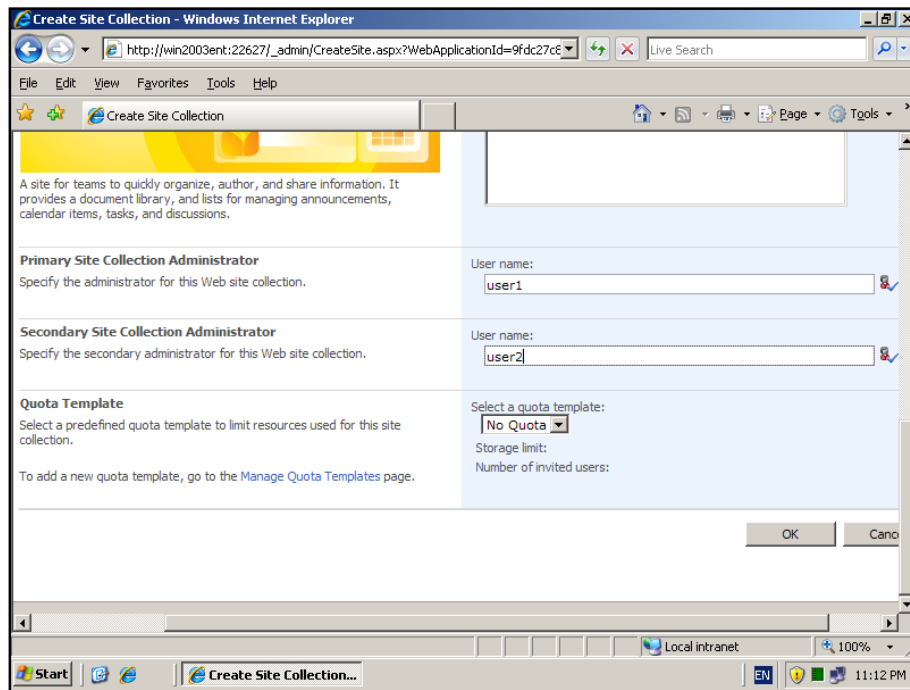 Create Site Collection - Windows Internet Explorer
http://win2003ent:22627/_admin/CreateSite.aspx?WebApplicationId=9fdc27c8
Live Search
File Edit View Favorites Tools Help
Create Site Collection
Page Tools
A site for teams to quickly organize, author, and share information. It
provides a document library, and lists for managing announcements,
calendar items, tasks, and discussions.
Primary Site Collection Administrator
Specify the administrator for this Web site collection.
User name:
user1
Secondary Site Collection Administrator
Specify the secondary administrator for this Web site collection.
User name:
user2
Quota Template
Select a predefined quota template to limit resources used for this site
collection.
To add a new quota template, go to the Manage Quota Templates page.
Select a quota template:
No Quota
Storage limit:
Number of invited users:
OK
Canc
Local intranet
100%
Start
Create Site Collection...
EN
11:12 PM